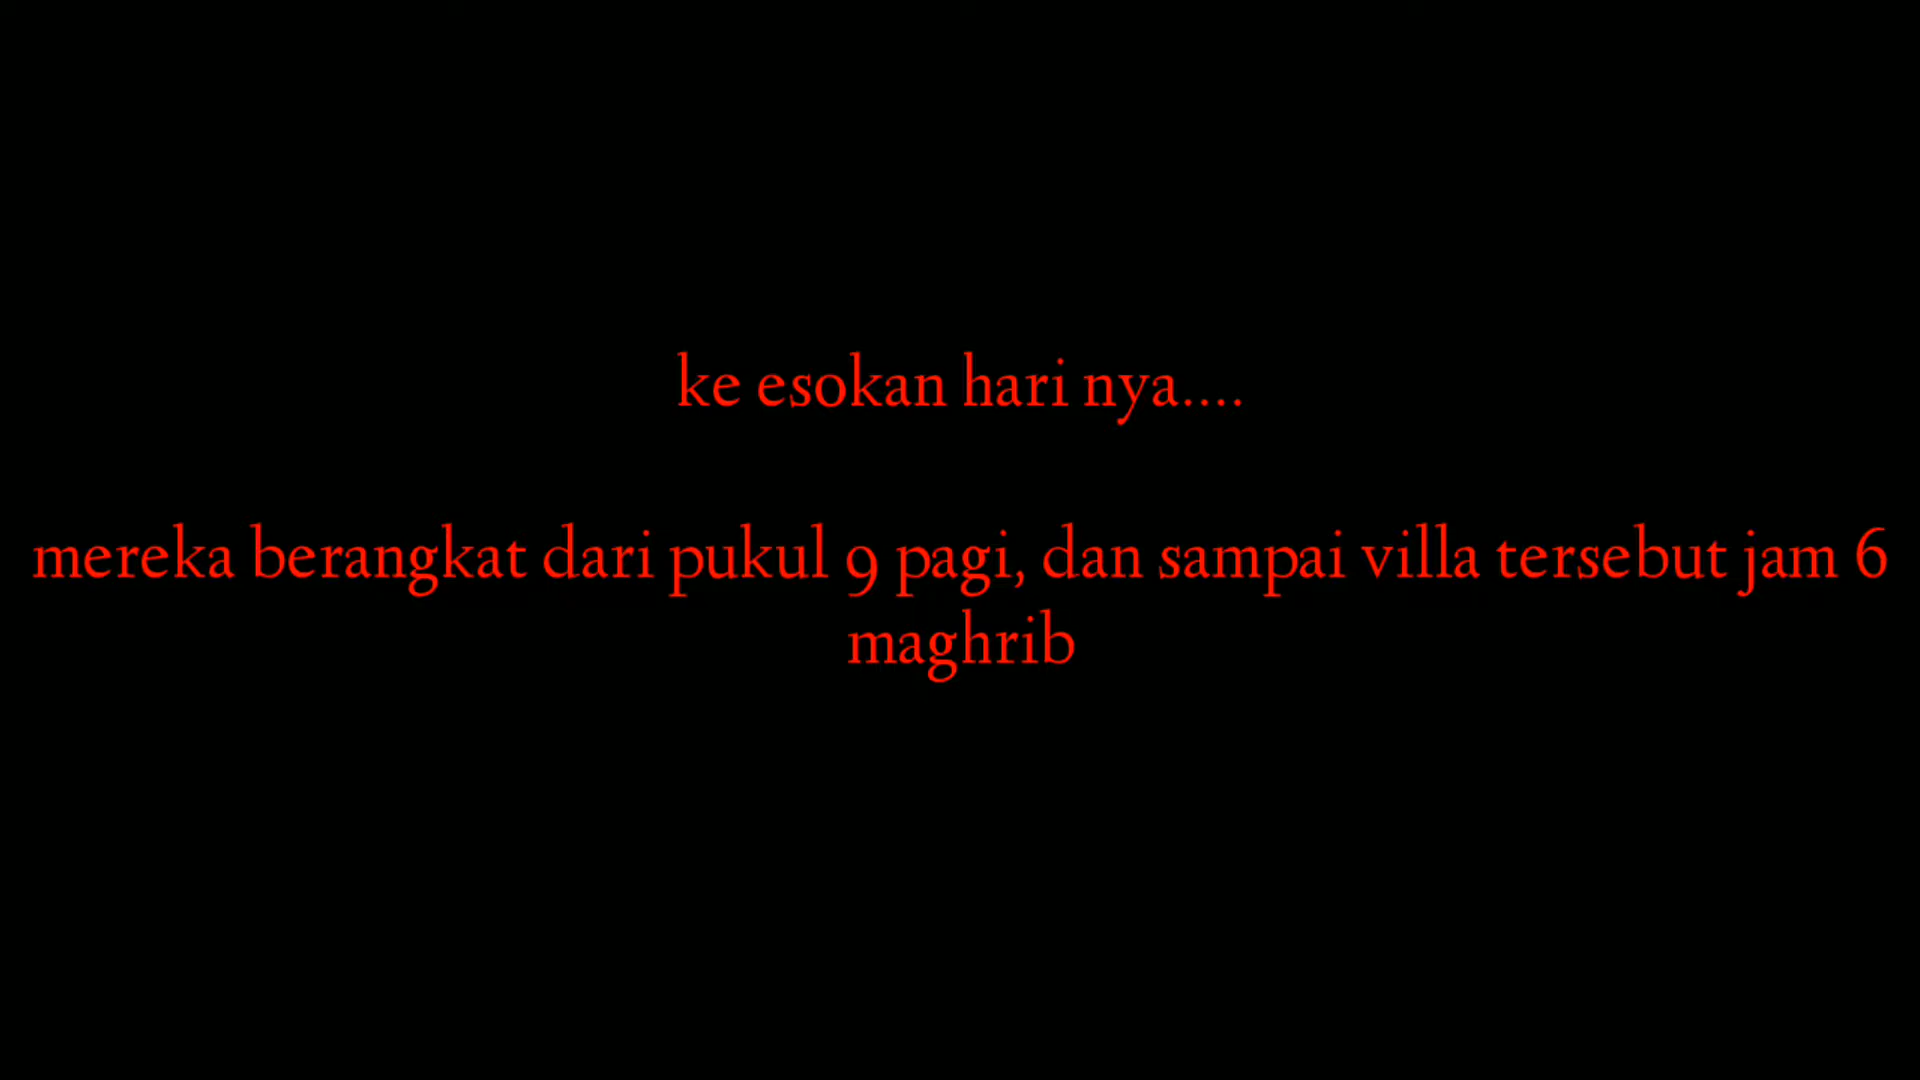 ke esokan hari nya....
mereka berangkat dari pukul 9 pagi, dan sampai villa tersebut jam 6
maghrib